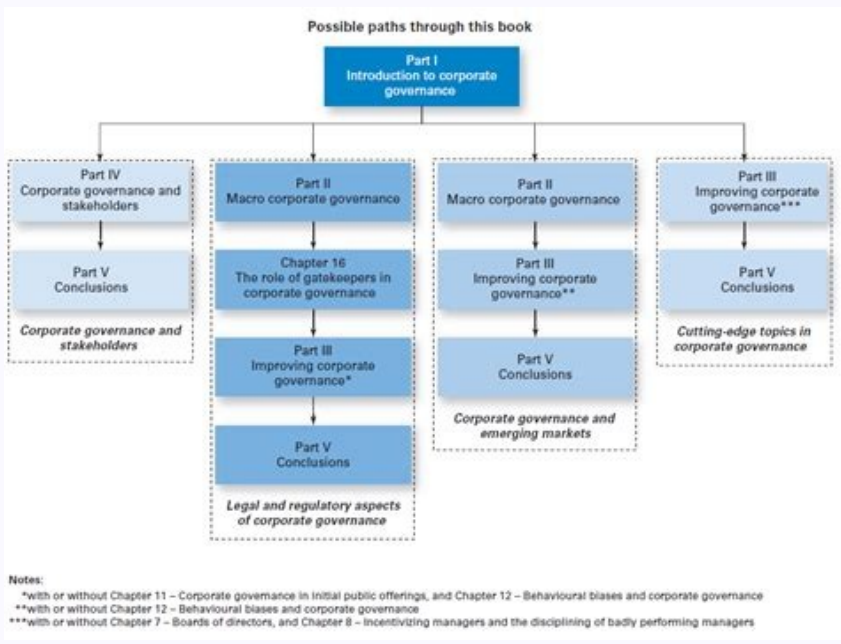 Possible paths through this book
Part I
Introduction to corporate
governance
Part IV
Corporate governance and
stakeholders
Part V
Conclusions
Corporate governance and
stakeholders
Part II
Macro corporate governance
Chapter 16
The role of gatekeepers in
corporate governance
Part III
Improving corporate
governance*
Part V
Conclusions
Legal and regulatory aspects
of corporate governance
Part II
Macro corporate governance
Part III
Improving corporate
governance**
Part V
Conclusions
Corporate governance and
emerging markets
Part III
Improving corporate
governance***
Part V
Conclusions
Cutting-edge topics in
corporate governance
Notes:
*with or without Chapter 11 – Corporate governance in initial public offerings, and Chapter 12 – Behavioural biases and corporate governance
**with or without Chapter 12 – Behavioural biases and corporate governance
***with or without Chapter 7 – Boards of directors, and Chapter 8 – Incentivizing managers and the disciplining of badly performing managers